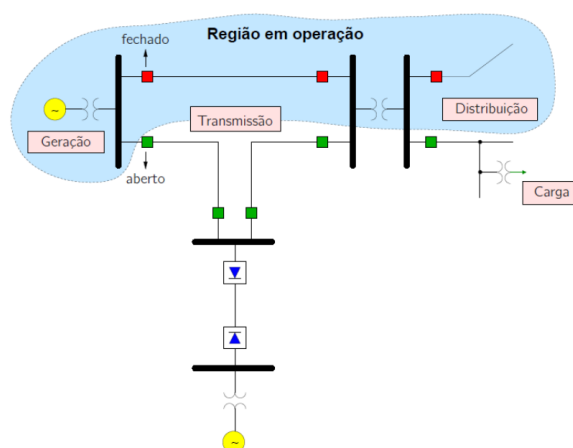 Região em operação
fechado
Transmissão
Distribuição
Geração
aberto
Carga
~
~